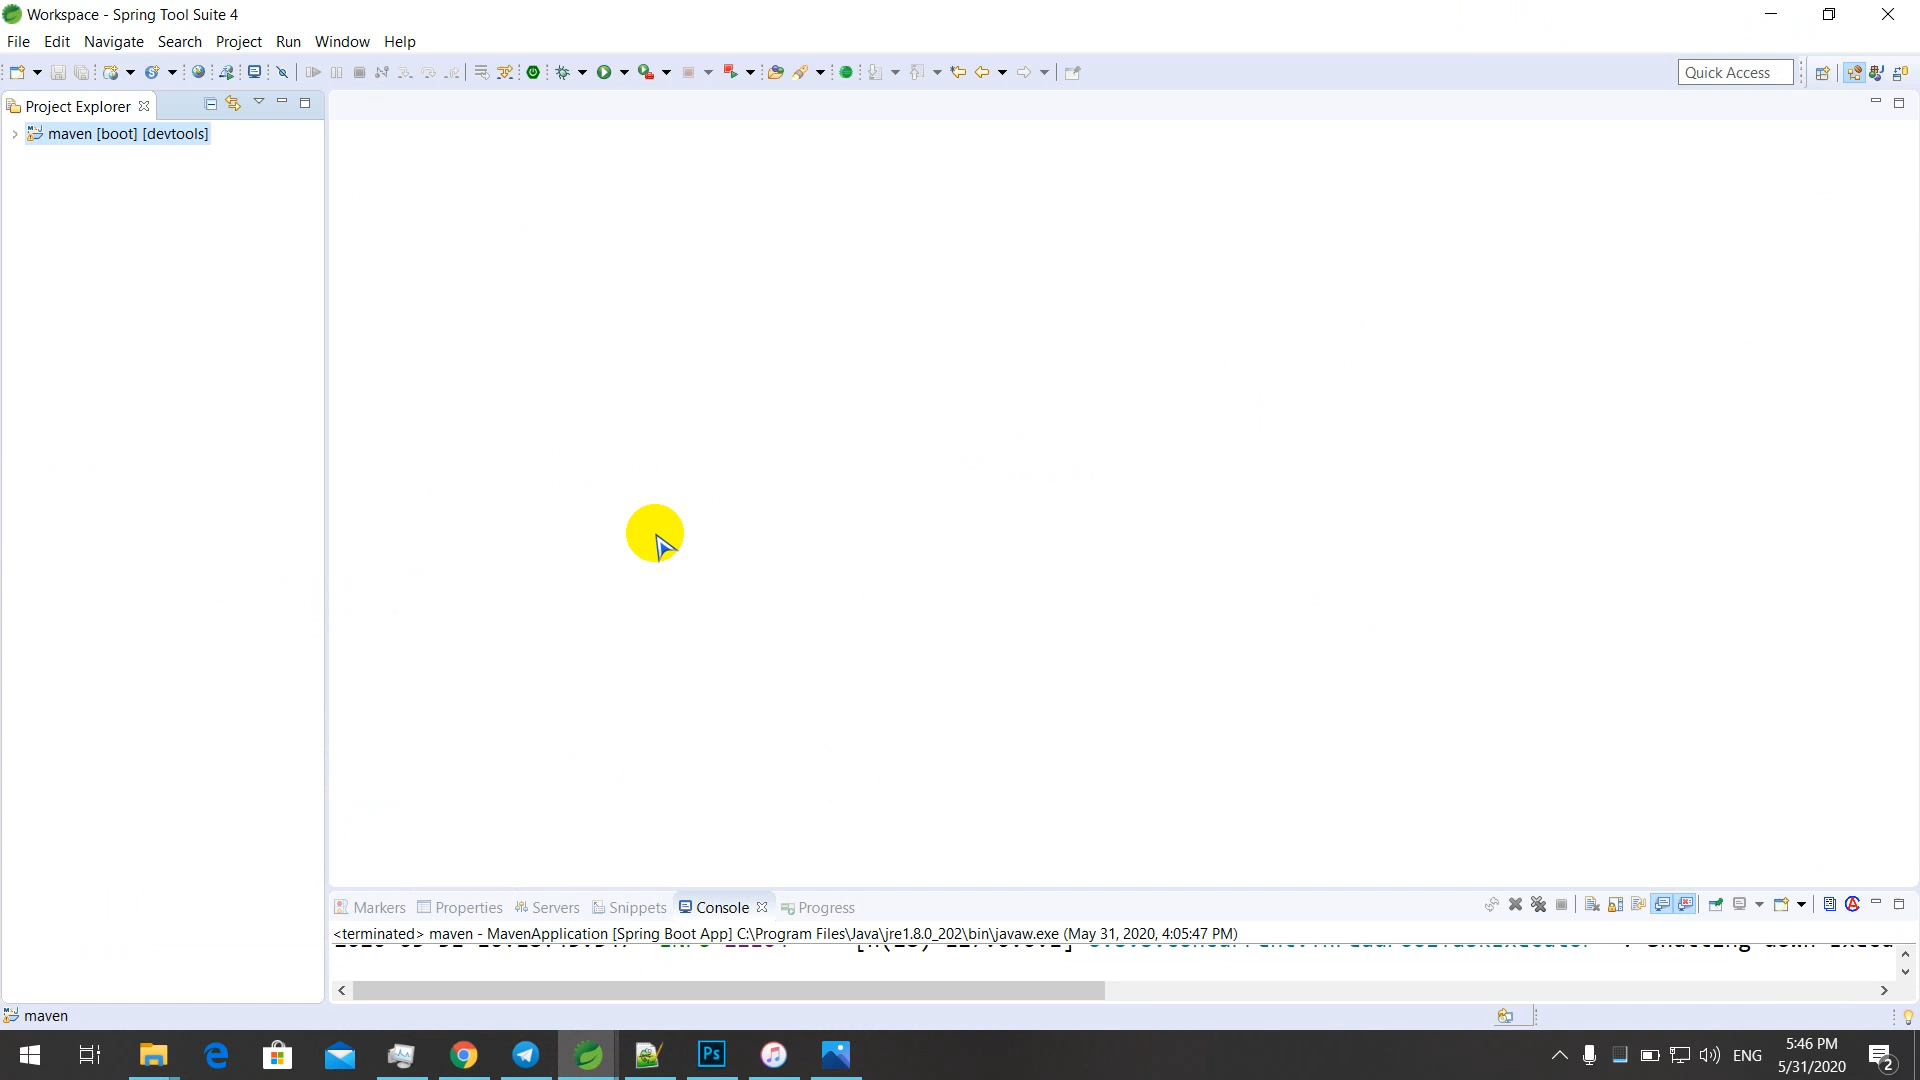 Workspace - Spring Tool Suite 4
File Edit Navigate Search Project Run Window Help
Quick Access
Project Explorer
maven [boot] [devtools]
Markers Properties Servers Snippets Console Progress
<terminated> maven - MavenApplication [Spring Boot App] C:\Program Files\Java\jre1.8.0_202\bin\javaw.exe (May 31, 2020, 4:05:47 PM)
maven
Ps
ENG
5:46 PM
5/31/2020
2